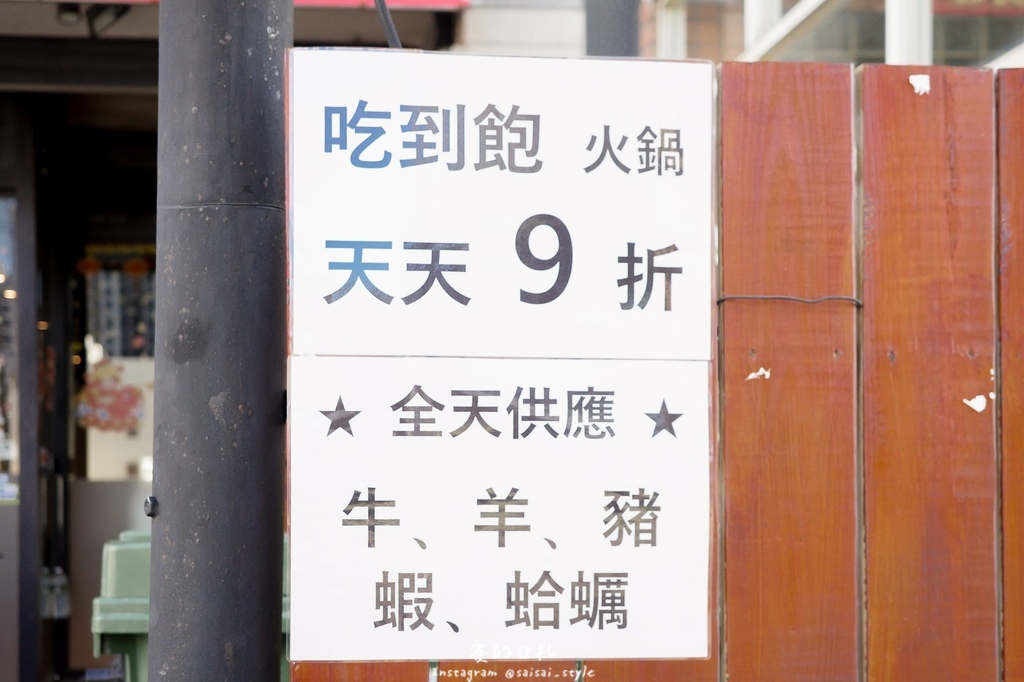 吃到飽 火鍋
天天 9 折
★ 全天供應 ★
牛、羊、豬
蝦、蛤蠣
Instagram @saisai_style